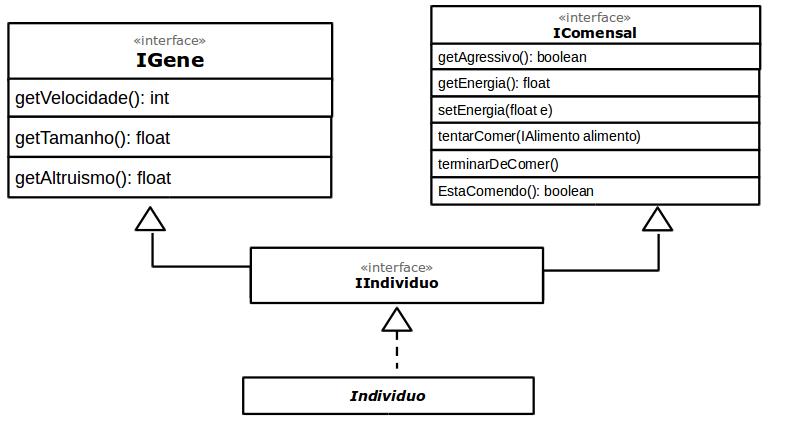 «interface»
IGene
getVelocidade(): int
getTamanho(): float
getAltruismo(): float
«interface»
IComensal
getAgressivo(): boolean
getEnergia(): float
setEnergia(float e)
tentarComer(IAlimento alimento)
terminarDeComer()
EstaComendo(): boolean
«interface»
IIndividuo
Individuo